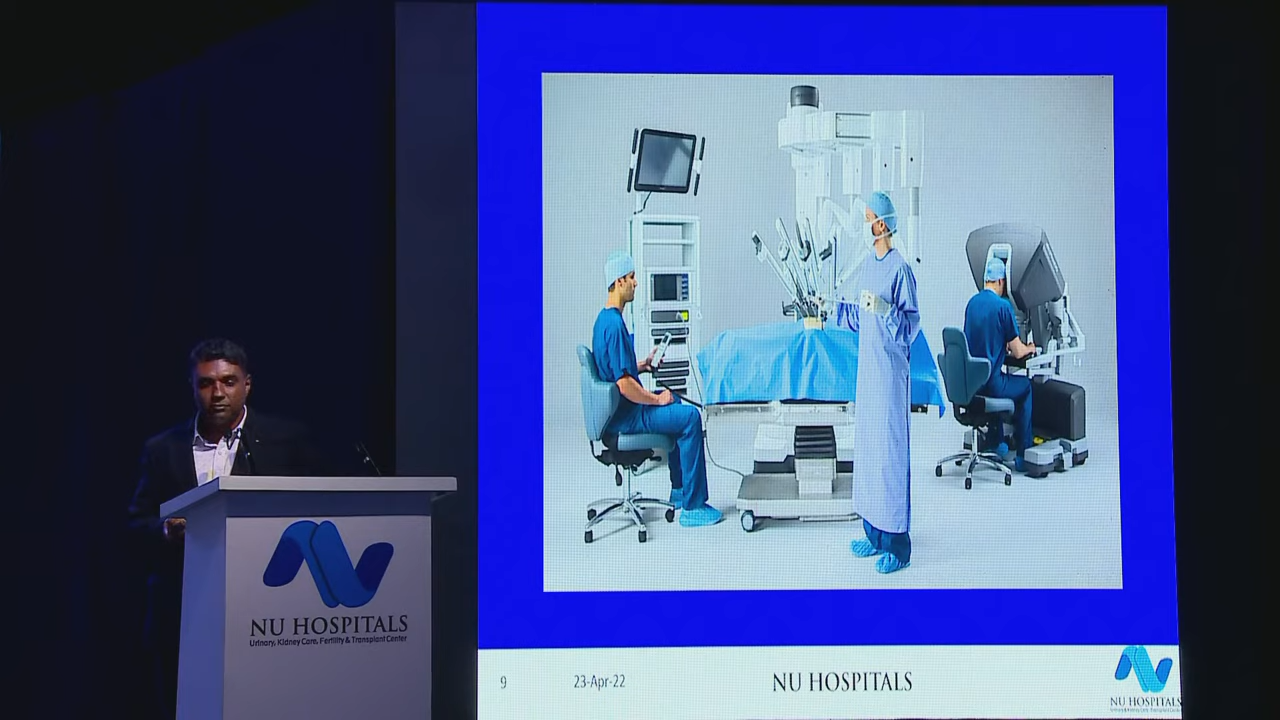 NU HOSPITALS
Urinary, Kidney Care, Fertility & Transplant Center
9
23-Apr-22
NU HOSPITALS
NU HOSPITALS